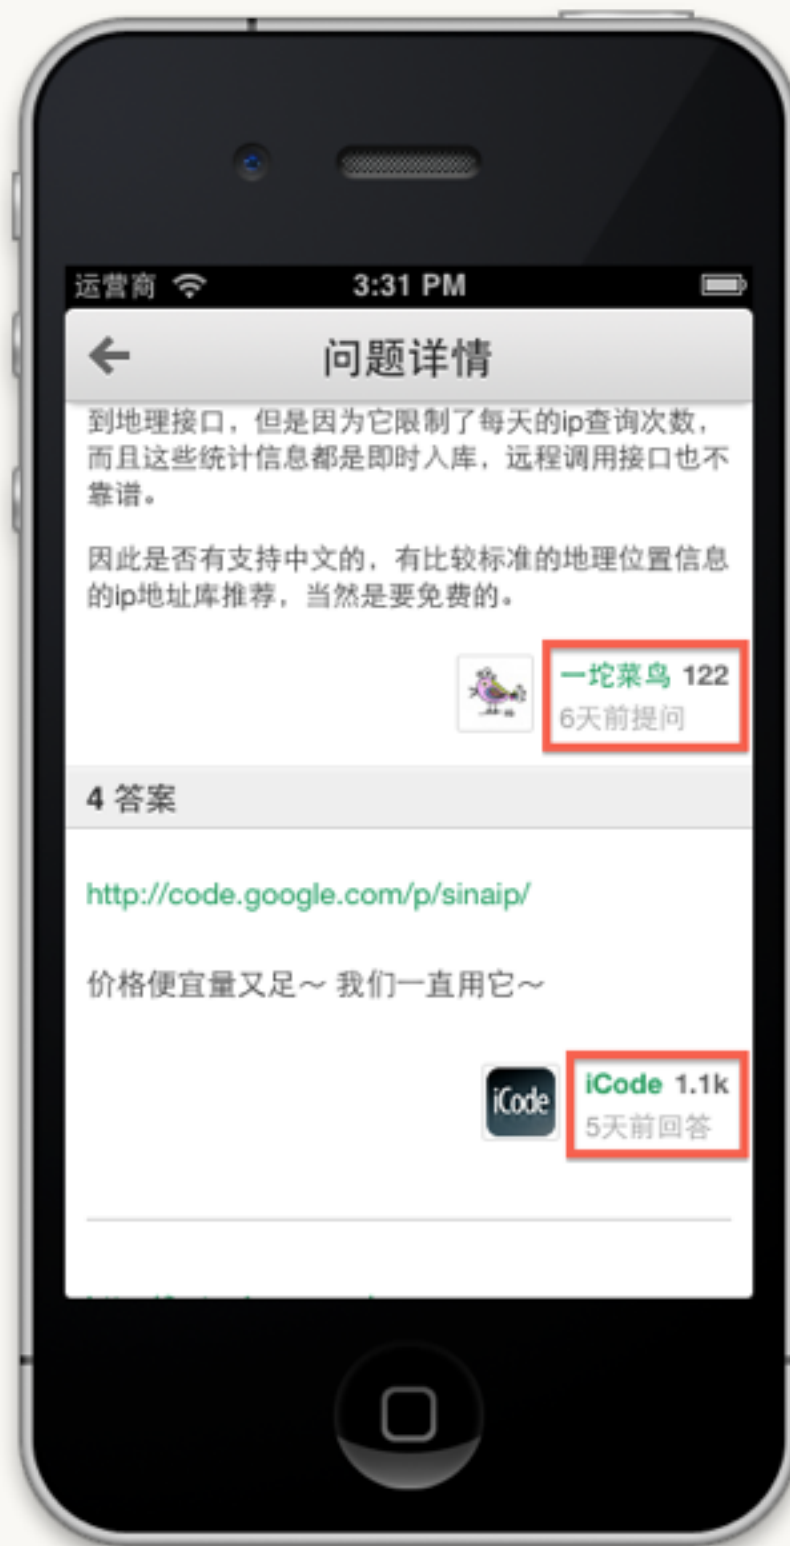 运营商 3:31 PM
问题详情
到地理接口，但是因为它限制了每天的ip查询次数，
而且这些统计信息都是即时入库，远程调用接口也不
靠谱。
因此是否有支持中文的，有比较标准的地理位置信息
的ip地址库推荐，当然是要免费的。
一坨菜鸟 122
6天前提问
4 答案
http://code.google.com/p/sinaip/
价格便宜量又足～ 我们一直用它～
iCode
iCode 1.1k
5天前回答